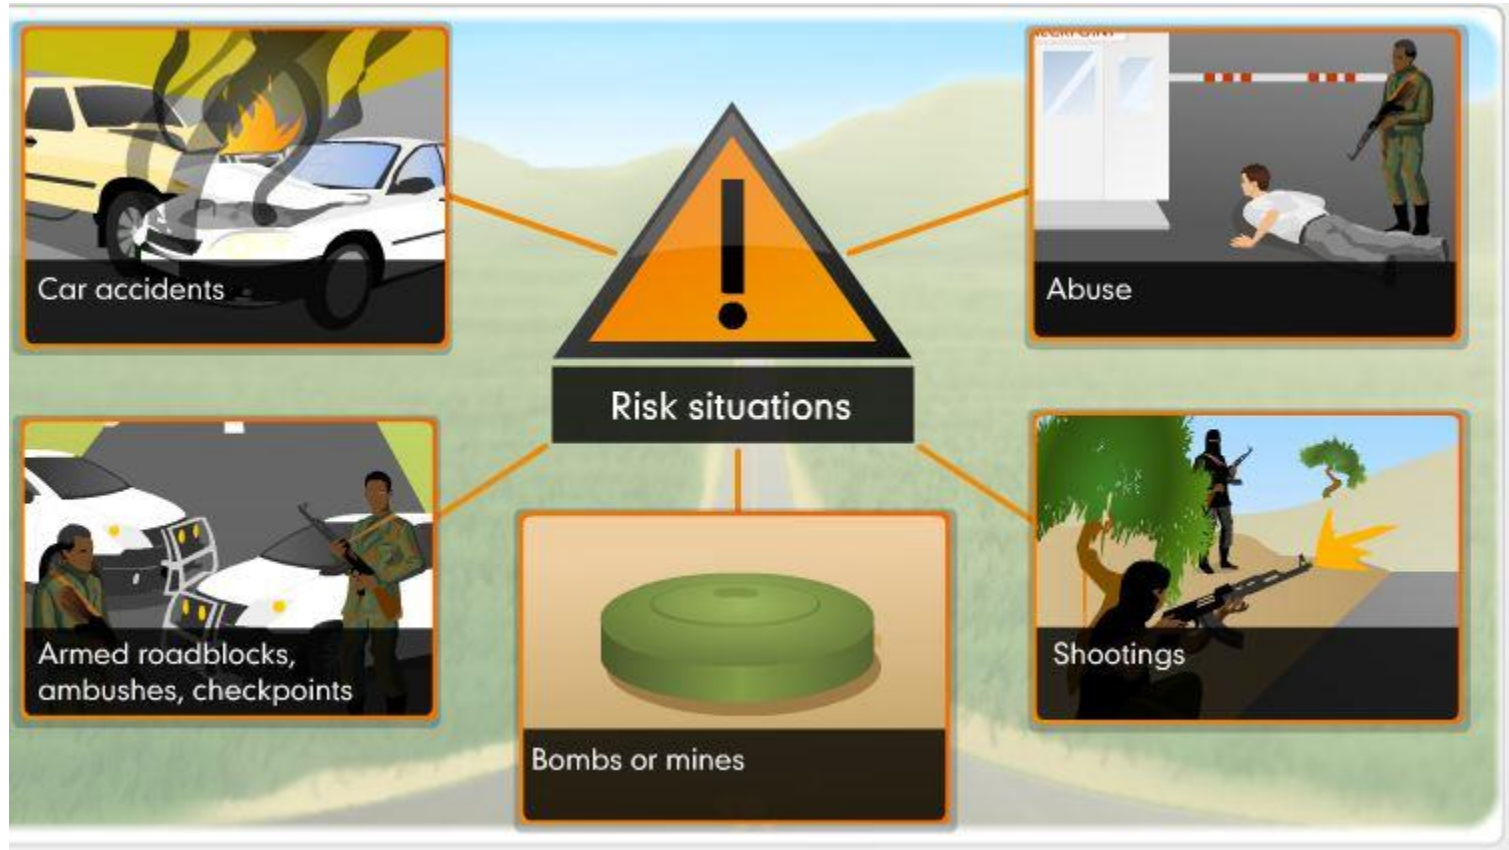 Car accidents
Abuse
Risk situations
Armed roadblocks,
ambushes, checkpoints
Bombs or mines
Shootings